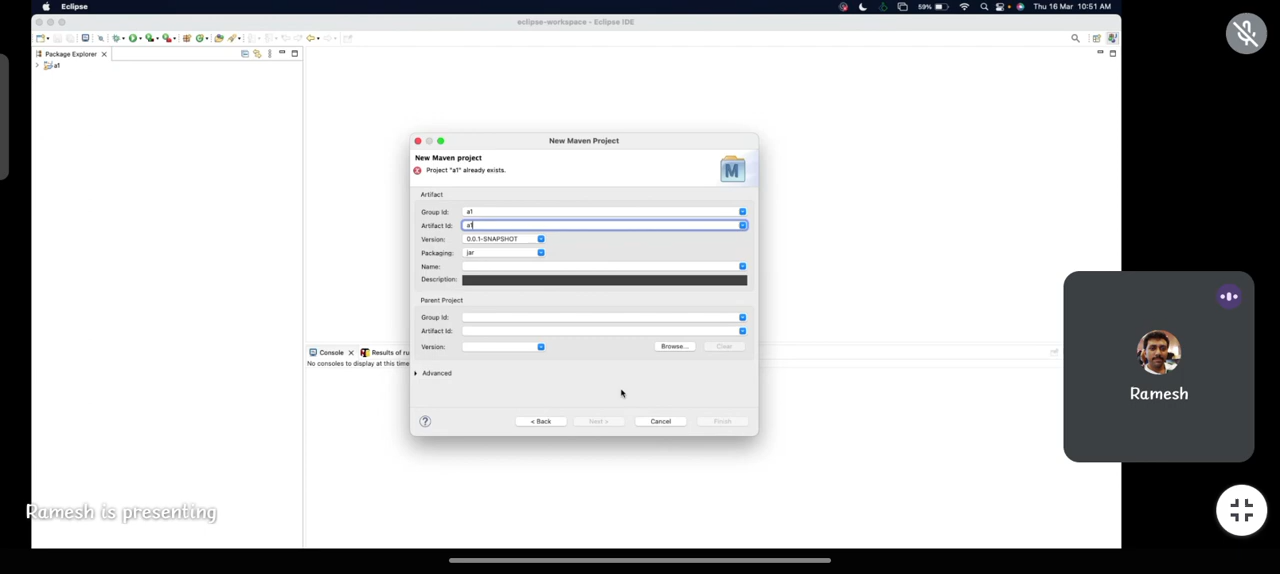 Eclipse
59%
Thu 16 Mar 10:51 AM
eclipse-workspace - Eclipse IDE
Package Explorer
a1
New Maven Project
New Maven project
Project "a1" already exists.
M
Artifact
Group Id: a1
Artifact Id: a1
Version: 0.0.1-SNAPSHOT
Packaging: jar
Name:
Description:
Parent Project
Group Id:
Artifact Id:
Version:
Browse...
Clear
Advanced
? < Back Next > Cancel Finish
Console
Results of ru
No consoles to display at this time
Ramesh
Ramesh is presenting